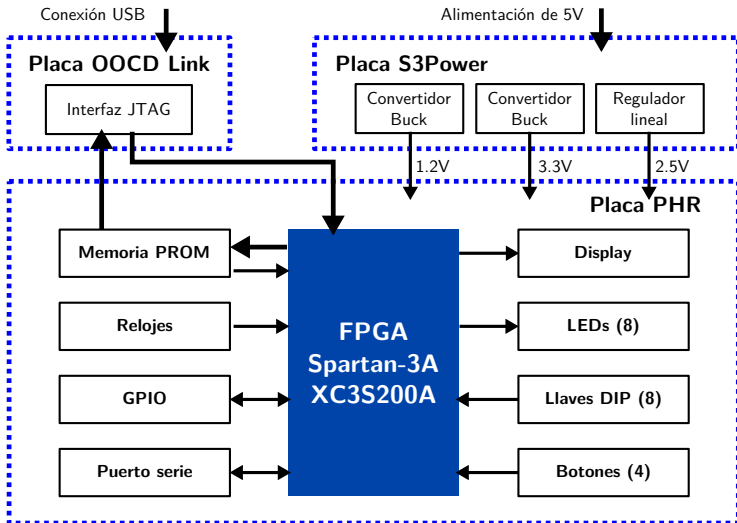 Conexión USB
Alimentación de 5V
Placa OOCD Link
Interfaz JTAG
Placa S3Power
Convertidor
Buck
Convertidor
Buck
Regulador
lineal
1.2V
3.3V
2.5V
Placa PHR
Memoria PROM
Relojes
GPIO
Puerto serie
FPGA
Spartan-3A
XC3S200A
Display
LEDs (8)
Llaves DIP (8)
Botones (4)